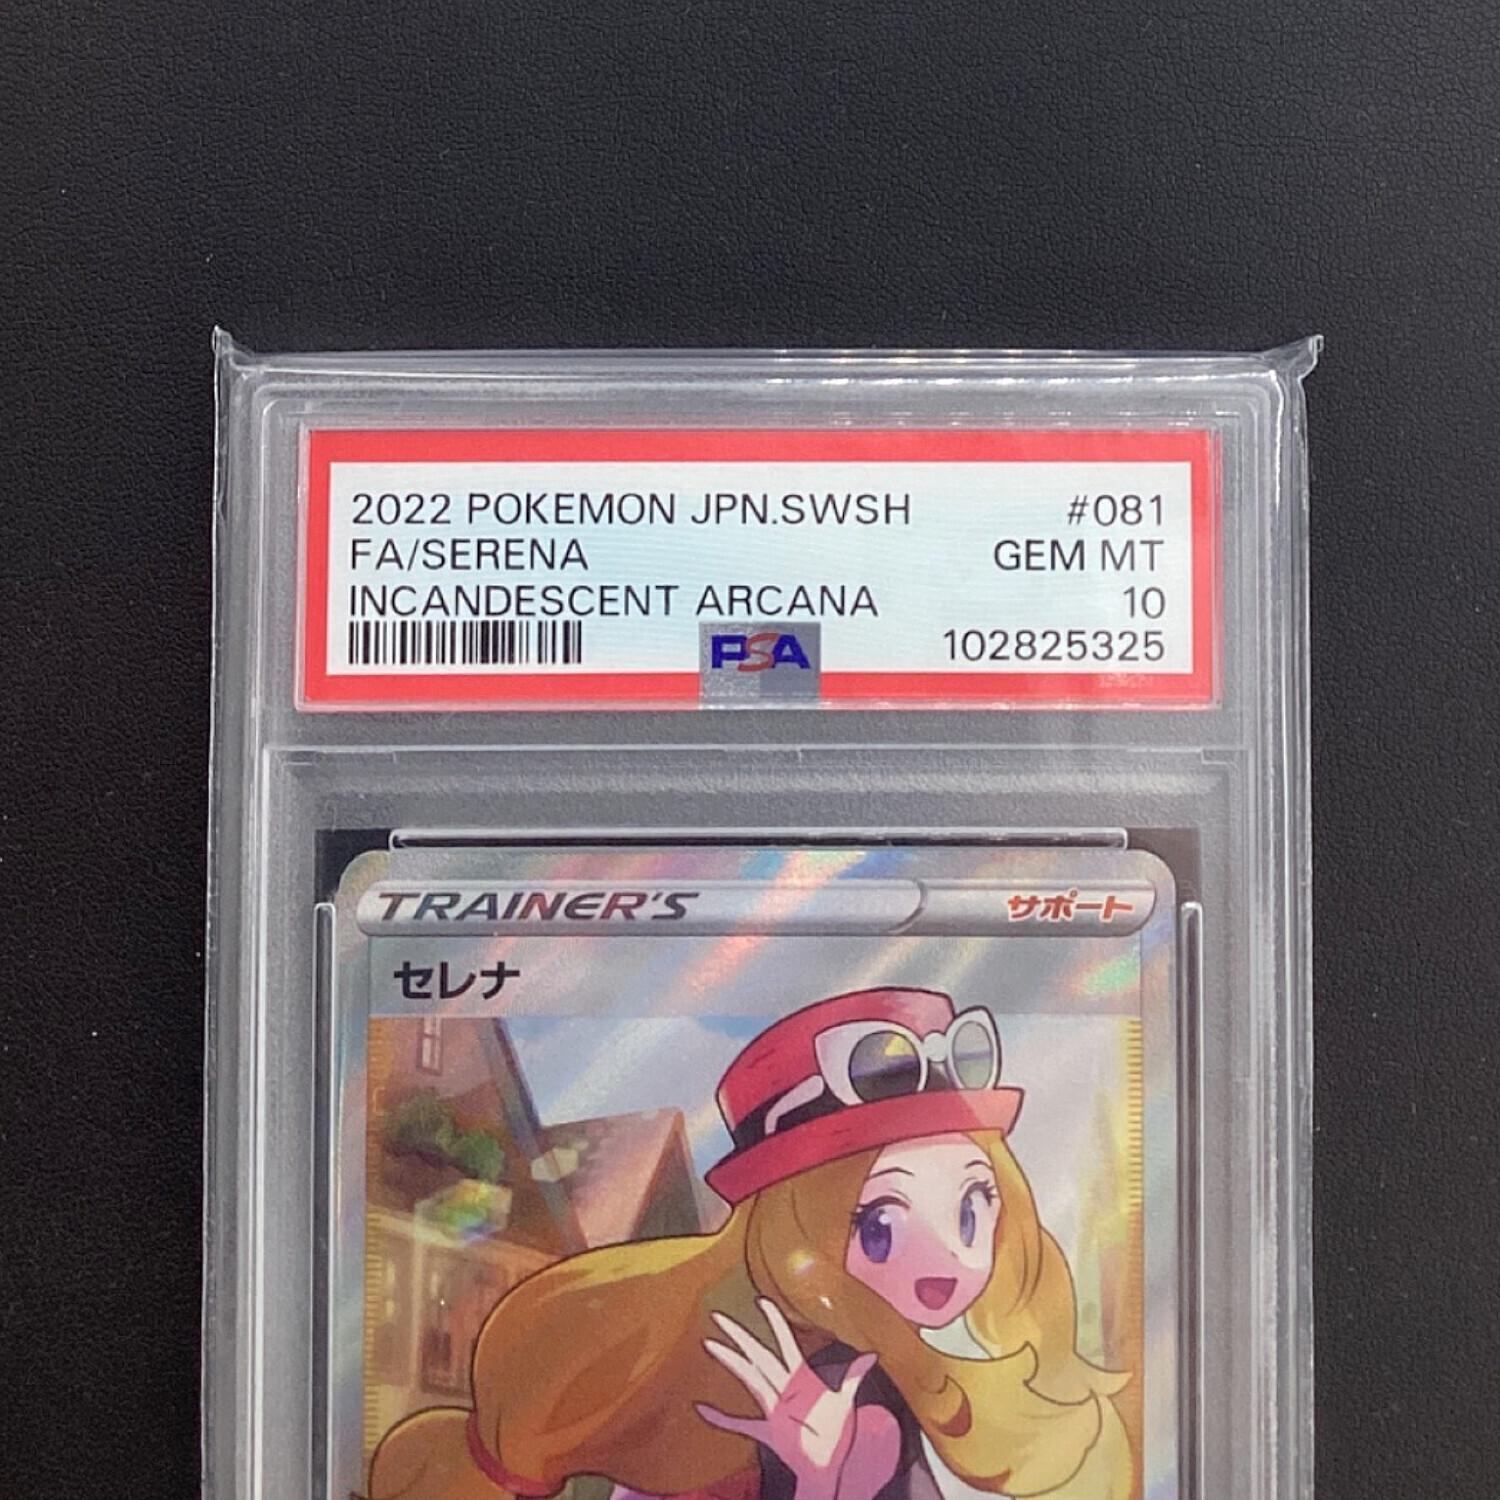 2022 POKEMON JPN.SWSH #081
FA/SERENA GEM MT
INCANDESCENT ARCANA 10
PSA 102825325
TRAINER'S サポート
セレナ